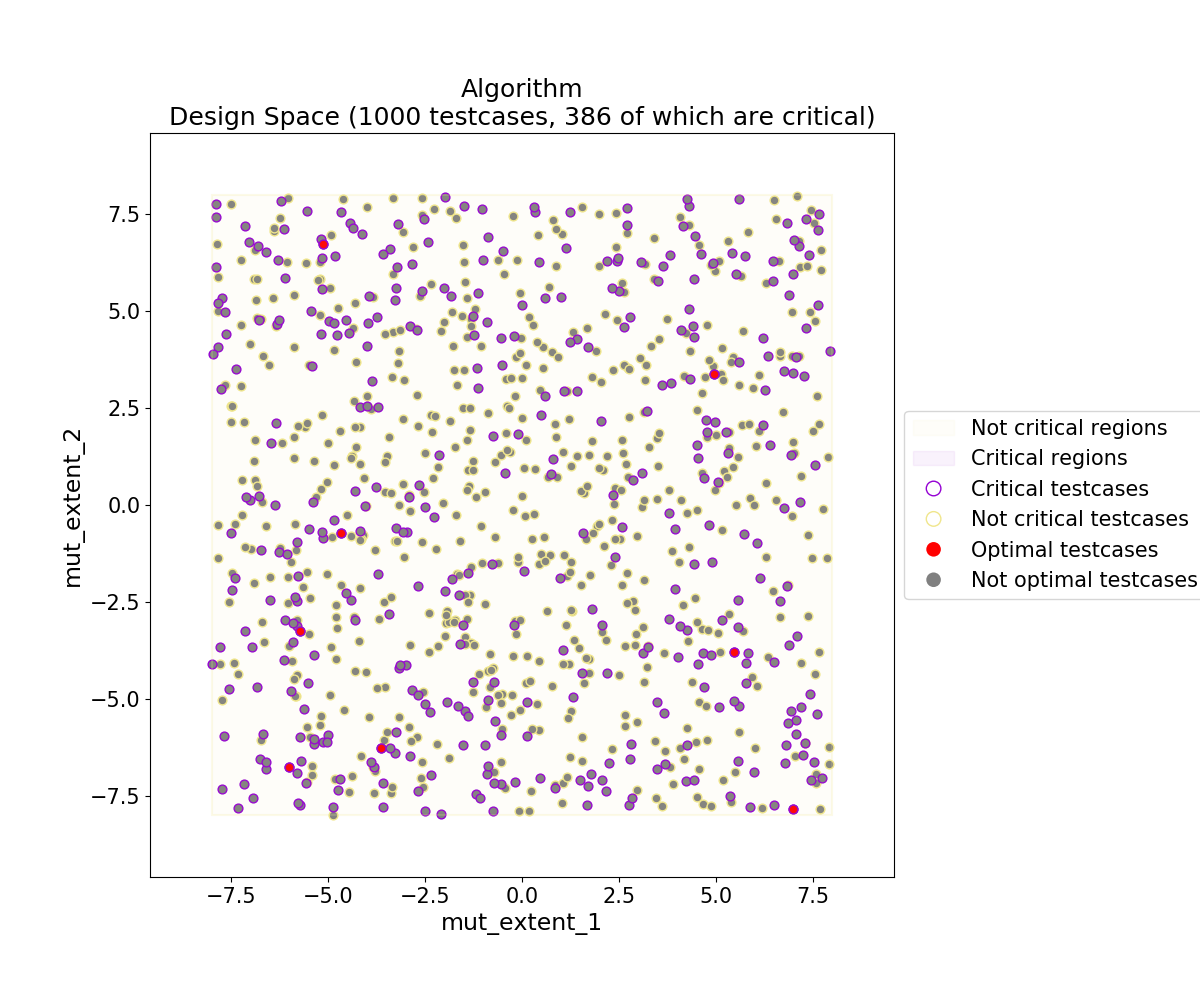 Algorithm
Design Space (1000 testcases, 386 of which are critical)
7.5
5.0
2.5
0.0
−2.5
−5.0
−7.5
mut_extent_2
−7.5 −5.0 −2.5 0.0 2.5 5.0 7.5
mut_extent_1
Not critical regions
Critical regions
Critical testcases
Not critical testcases
Optimal testcases
Not optimal testcases